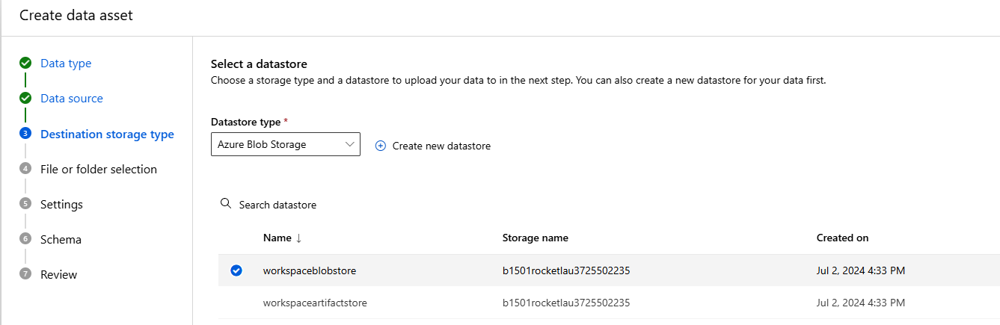 Create data asset
Data type
Data source
3 Destination storage type
4 File or folder selection
5 Settings
6 Schema
7 Review
Select a datastore
Choose a storage type and a datastore to upload your data to in the next step. You can also create a new datastore for your data first.
Datastore type *
Azure Blob Storage Create new datastore
Search datastore
Name ↓ Storage name Created on
workspaceblobstore b1501rocketlau3725502235 Jul 2, 2024 4:33 PM
workspaceartifactstore b1501rocketlau3725502235 Jul 2, 2024 4:33 PM